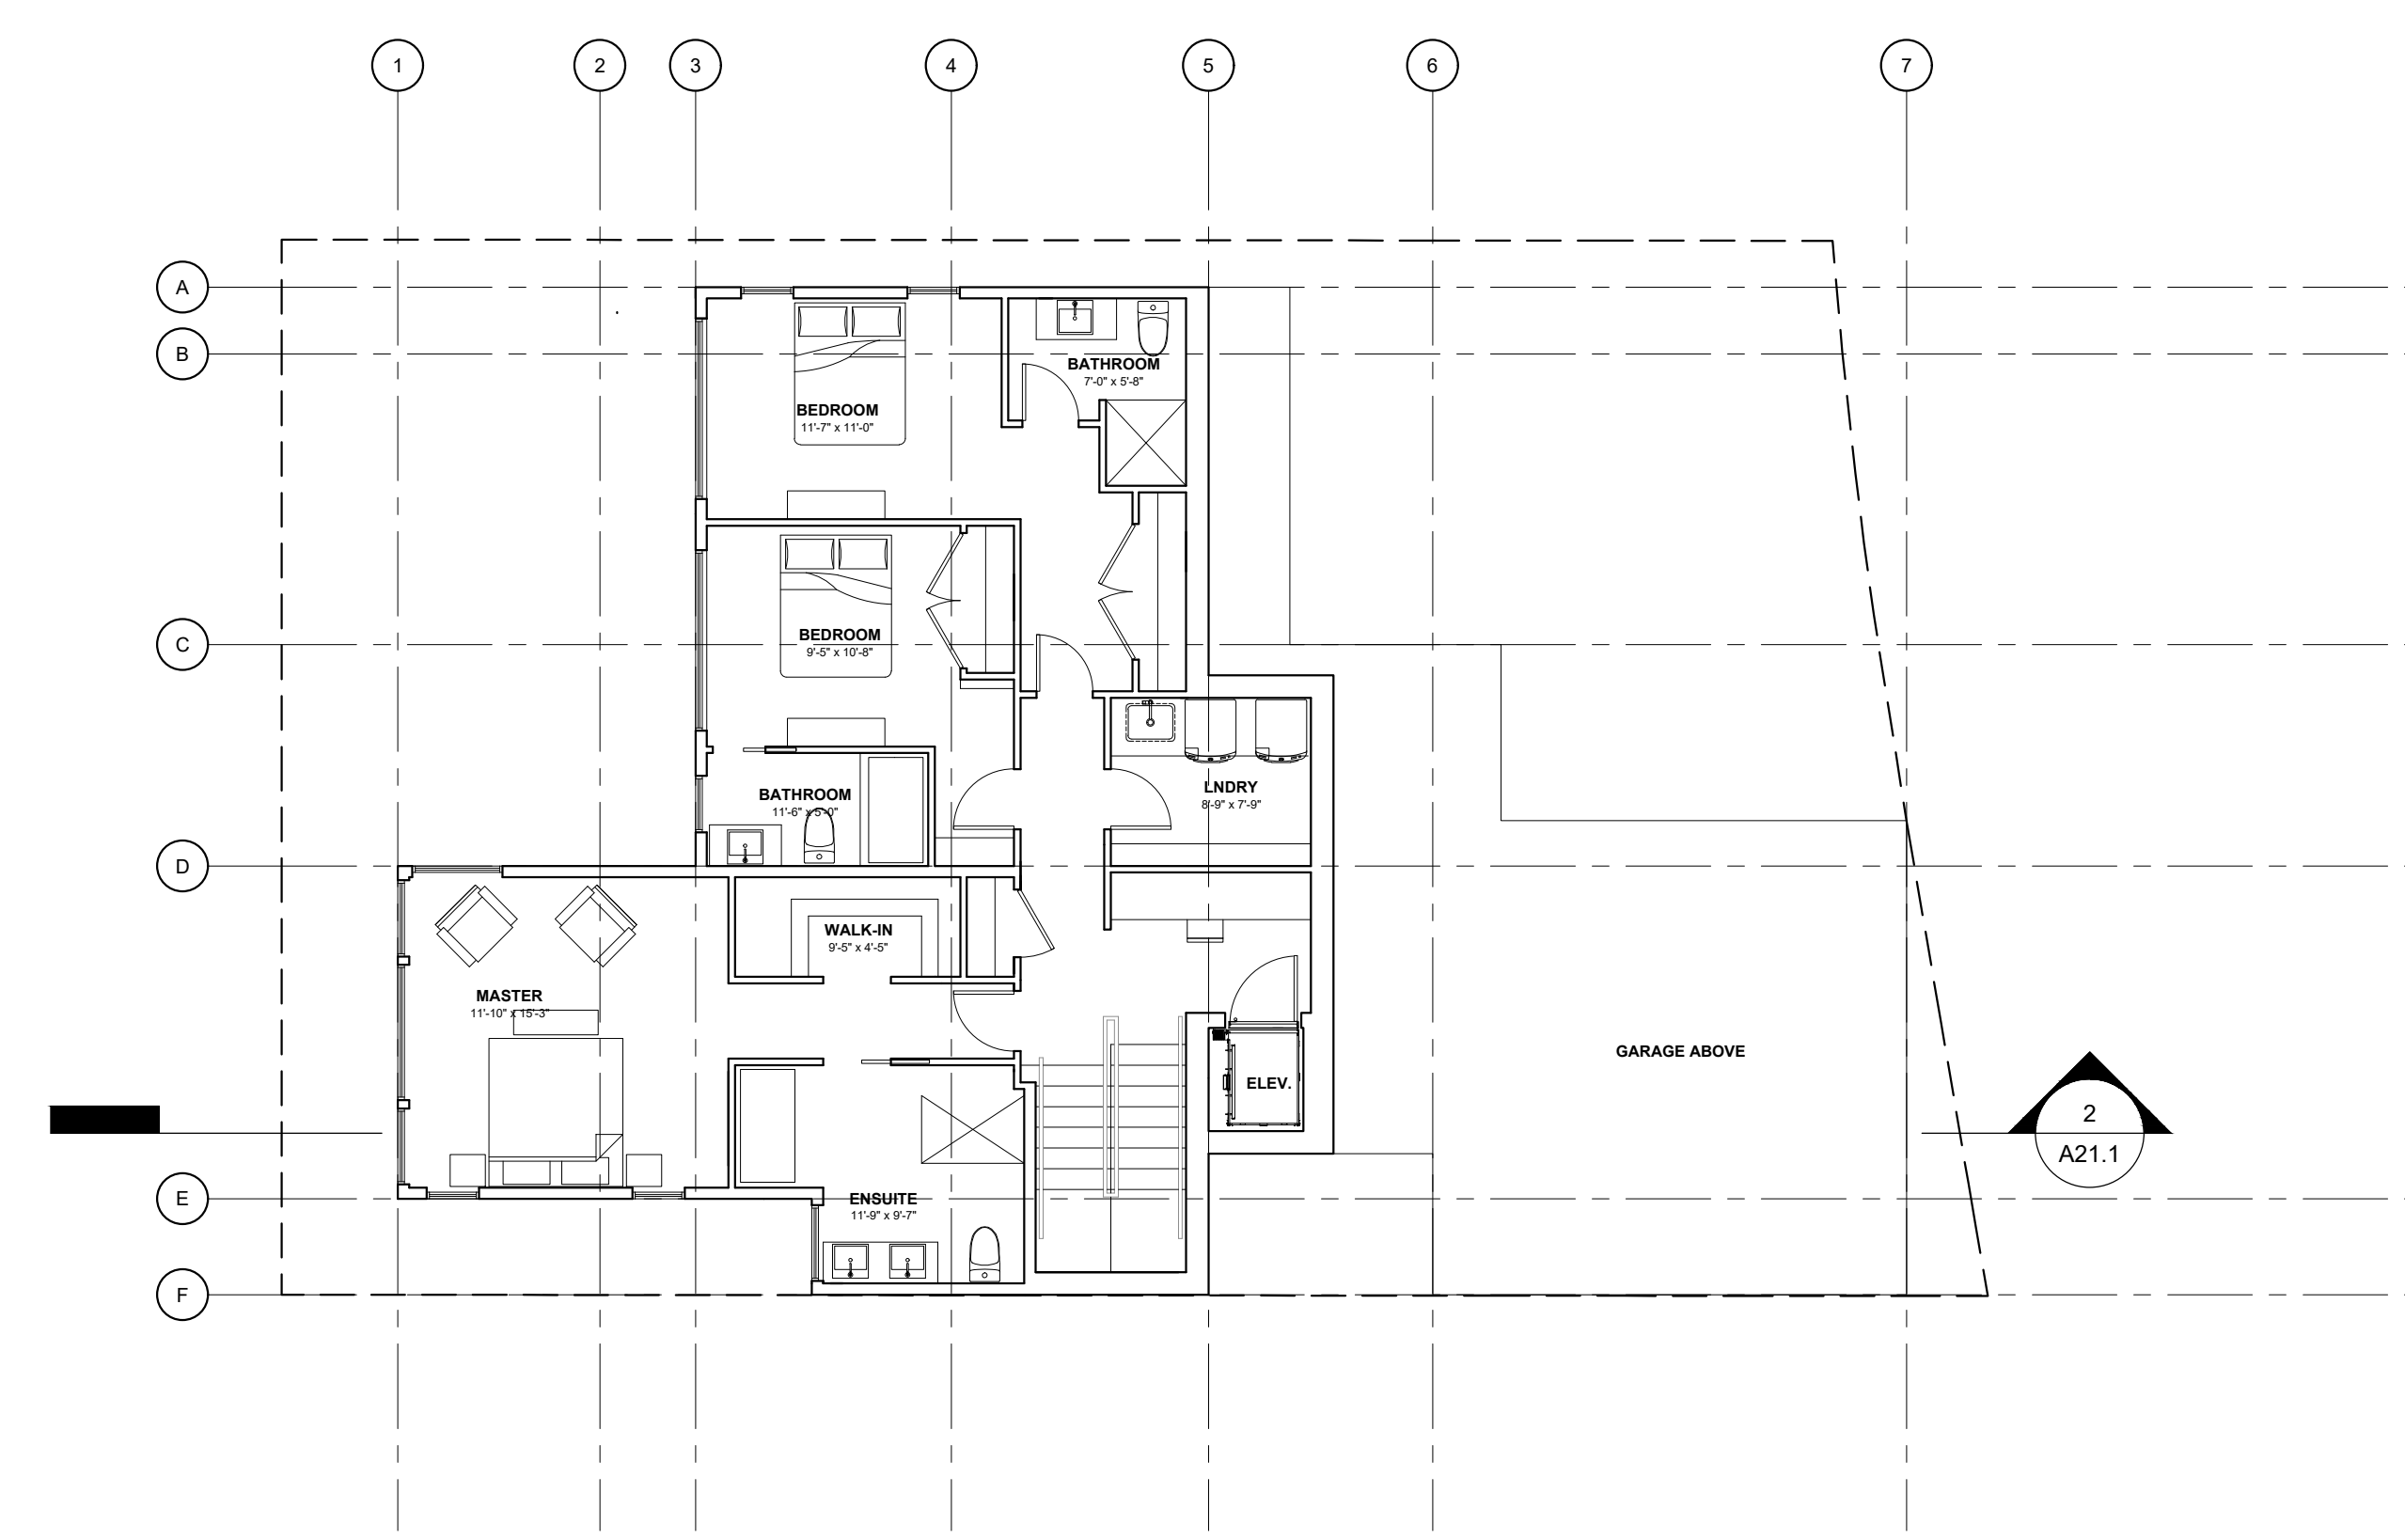 1
2
3
4
5
6
7
A
B
C
D
E
F
BATHROOM
7'-0" x 5'-8"
BEDROOM
11'-7" x 11'-0"
BEDROOM
9'-5" x 10'-8"
BATHROOM
11'-6" x 5'-0"
LNDRY
8'-9" x 7'-9"
WALK-IN
9'-5" x 4'-5"
MASTER
11'-10" x 15'-3"
GARAGE ABOVE
ELEV.
2
A21.1
ENSUITE
11'-9" x 9'-7"